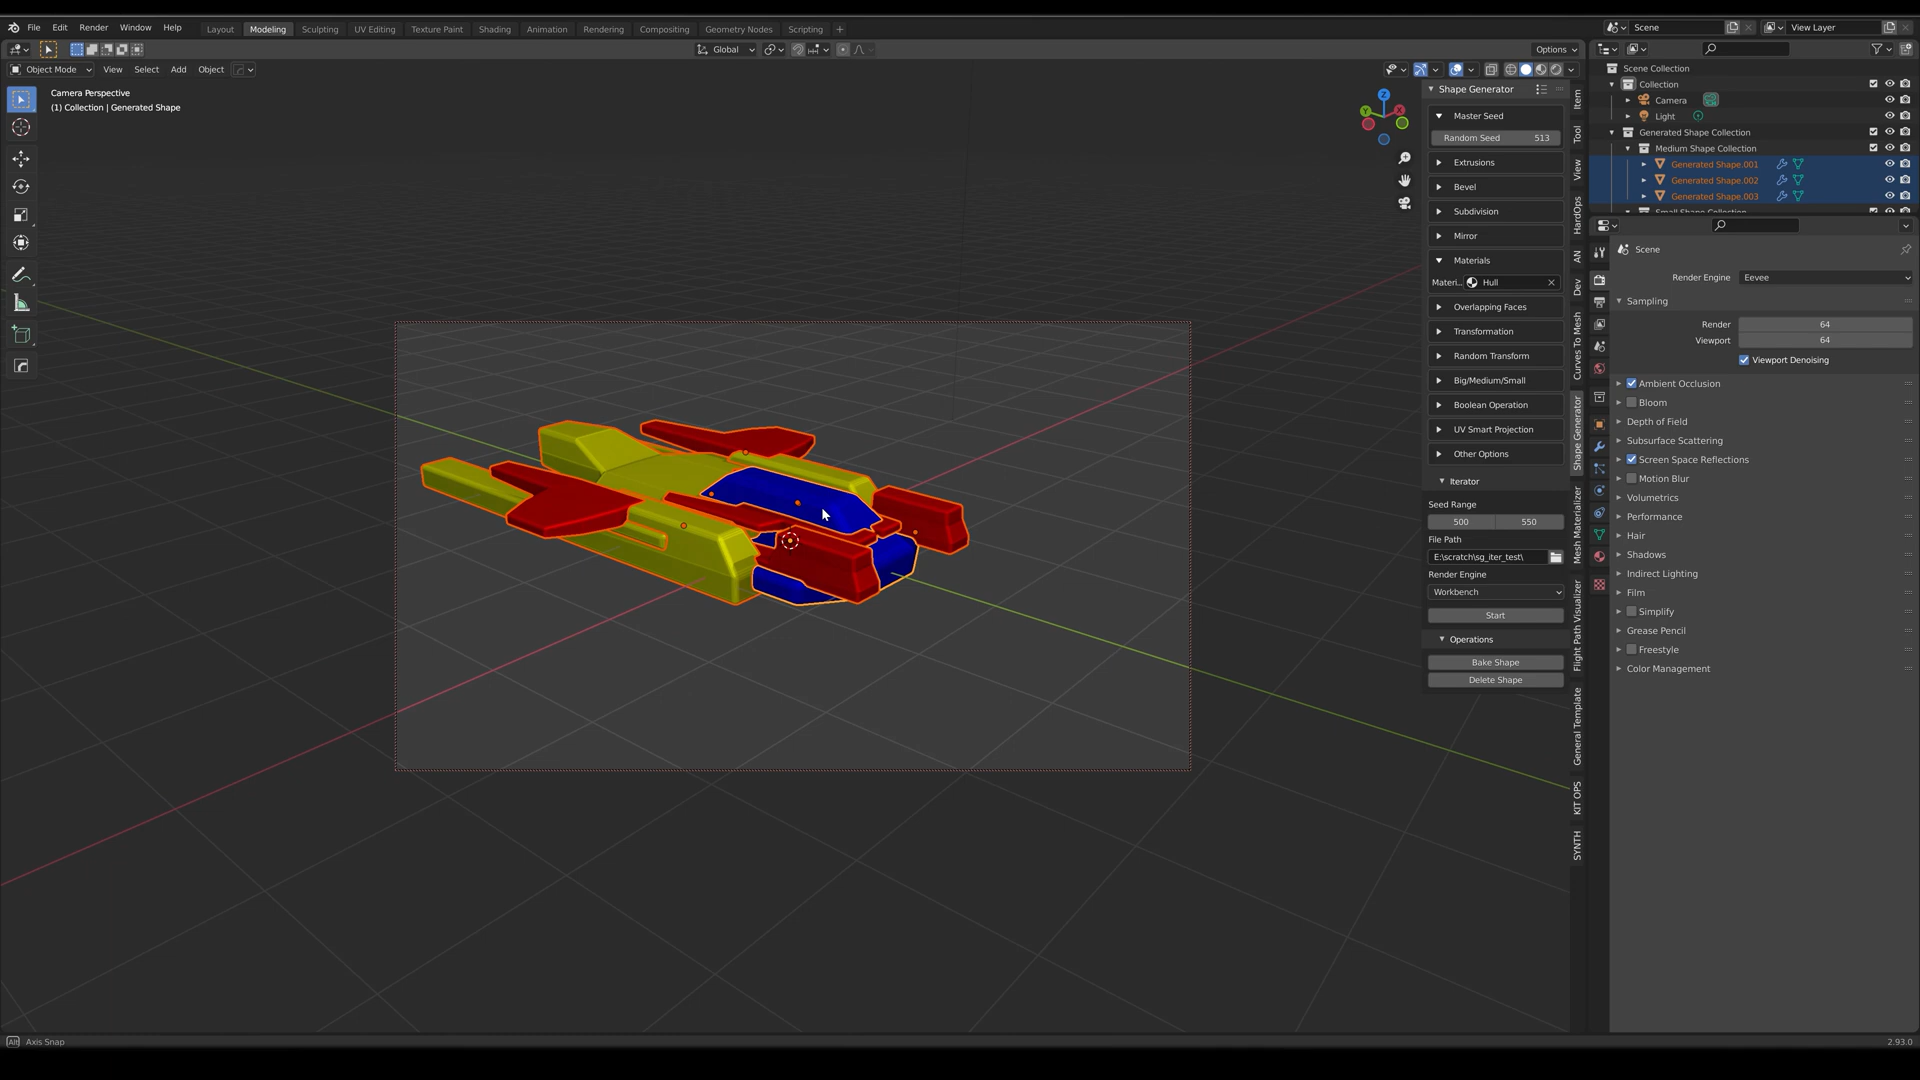 File Edit Render Window Help Layout Modeling Sculpting UV Editing Texture Paint Shading Animation Rendering Compositing Geometry Nodes Scripting + Scene View Layer
Global Options
Object Mode View Select Add Object
Camera Perspective
(1) Collection | Generated Shape
Z
X
Y
Shape Generator
Master Seed
Random Seed 513
Extrusions
Bevel
Subdivision
Mirror
Materials
Materi... Hull
Overlapping Faces
Transformation
Random Transform
Big/Medium/Small
Boolean Operation
UV Smart Projection
Other Options
Iterator
Seed Range
500 550
File Path
E:\scratch\sg_iter_test\
Render Engine
Workbench
Start
Operations
Bake Shape
Delete Shape
Item
Tool
View
HardOps
AN
Dev
Curves To Mesh
Shape Generator
Mesh Materializer
Flight Path Visualizer
General Template
KIT OPS
SYNTH
Scene Collection
Collection
Camera
Light
Generated Shape Collection
Medium Shape Collection
Generated Shape.001
Generated Shape.002
Generated Shape.003
Small Shape Collection
Scene
Render Engine Eevee
Sampling
Render 64
Viewport 64
Viewport Denoising
Ambient Occlusion
Bloom
Depth of Field
Subsurface Scattering
Screen Space Reflections
Motion Blur
Volumetrics
Performance
Hair
Shadows
Indirect Lighting
Film
Simplify
Grease Pencil
Freestyle
Color Management
Alt Axis Snap
2.93.0